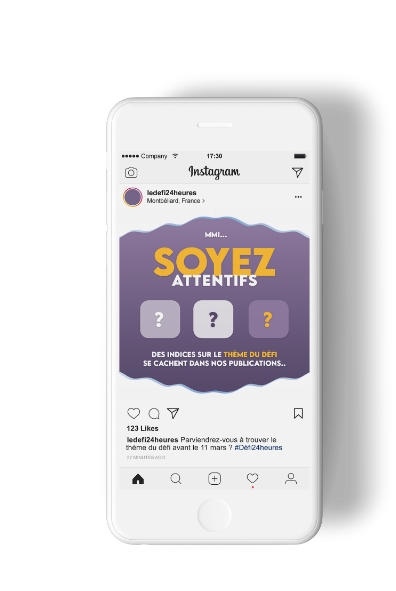 Company 17:30
Instagram
ledefi24heures
Montbéliard, France >
MMI...
SOYEZ
ATTENTIFS
? ? ?
DES INDICES SUR LE THÈME DU DÉFI
SE CACHENT DANS NOS PUBLICATIONS..
123 Likes
ledefi24heures Parviendrez-vous à trouver le
thème du défi avant le 11 mars ? #Défi24heures